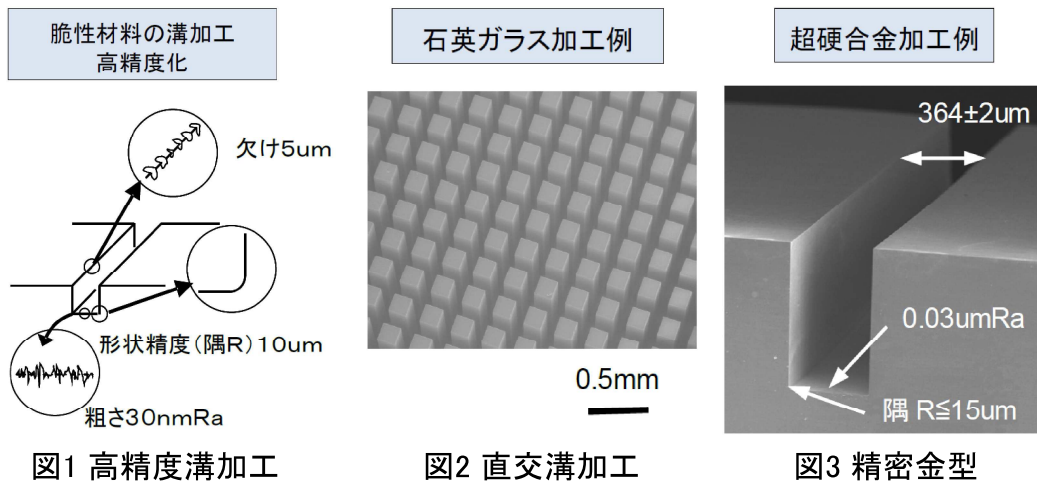 脆性材料の溝加工
高精度化
欠け5um
形状精度(隅R)10um
粗さ30nmRa
図1 高精度溝加工
石英ガラス加工例
0.5mm
図2 直交溝加工
超硬合金加工例
364±2um
0.03umRa
隅 R≦15um
図3 精密金型